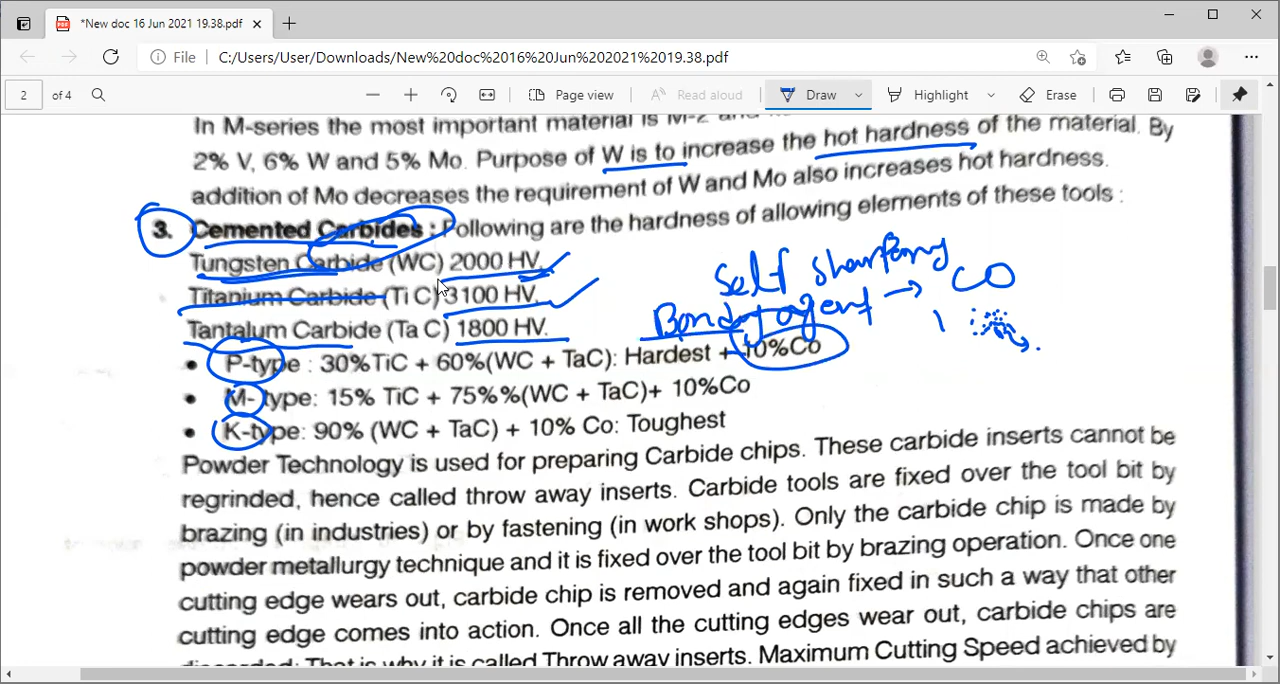 *New doc 16 Jun 2021 19.38.pdf
File C:/Users/User/Downloads/New%20doc%2016%20Jun%202021%2019.38.pdf
2 of 4 Page view Read aloud Draw Highlight Erase
In M-series the most important material is M-2 and
2% V, 6% W and 5% Mo. Purpose of W is to increase the hot hardness of the material. By
addition of Mo decreases the requirement of W and Mo also increases hot hardness.
3. Cemented Carbides : Following are the hardness of allowing elements of these tools :
Tungsten Carbide (WC) 2000 HV.
Titanium Carbide (Ti C) 3100 HV.
Tantalum Carbide (Ta C) 1800 HV.
Self sharpening
Bond agent → CO
• P-type : 30%TiC + 60%(WC + TaC): Hardest + 10%Co
• M-type: 15% TiC + 75%%(WC + TaC)+ 10%Co
• K-type: 90% (WC + TaC) + 10% Co: Toughest
Powder Technology is used for preparing Carbide chips. These carbide inserts cannot be
regrinded, hence called throw away inserts. Carbide tools are fixed over the tool bit by
brazing (in industries) or by fastening (in work shops). Only the carbide chip is made by
powder metallurgy technique and it is fixed over the tool bit by brazing operation. Once one
cutting edge wears out, carbide chip is removed and again fixed in such a way that other
cutting edge comes into action. Once all the cutting edges wear out, carbide chips are
discarded: That is why it is called Throw away inserts. Maximum Cutting Speed achieved by